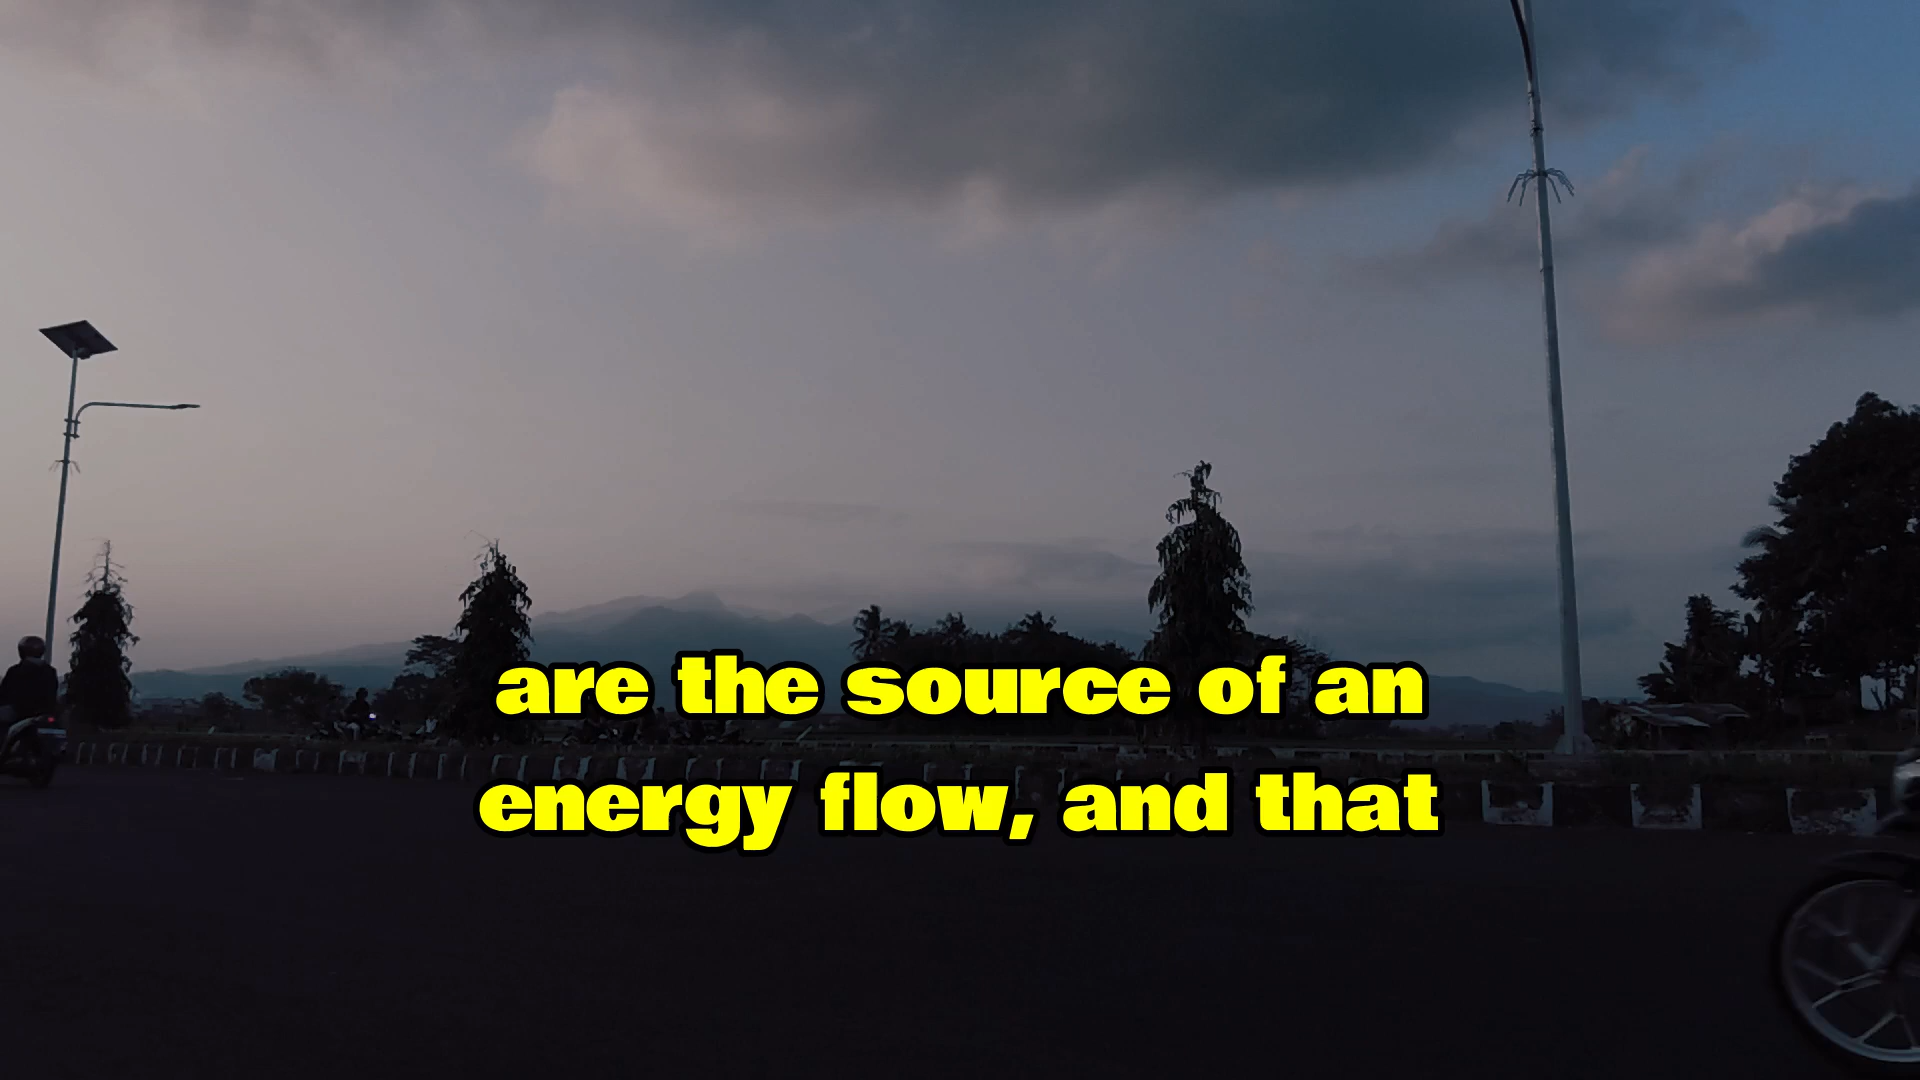 are the source of an
energy flow, and that